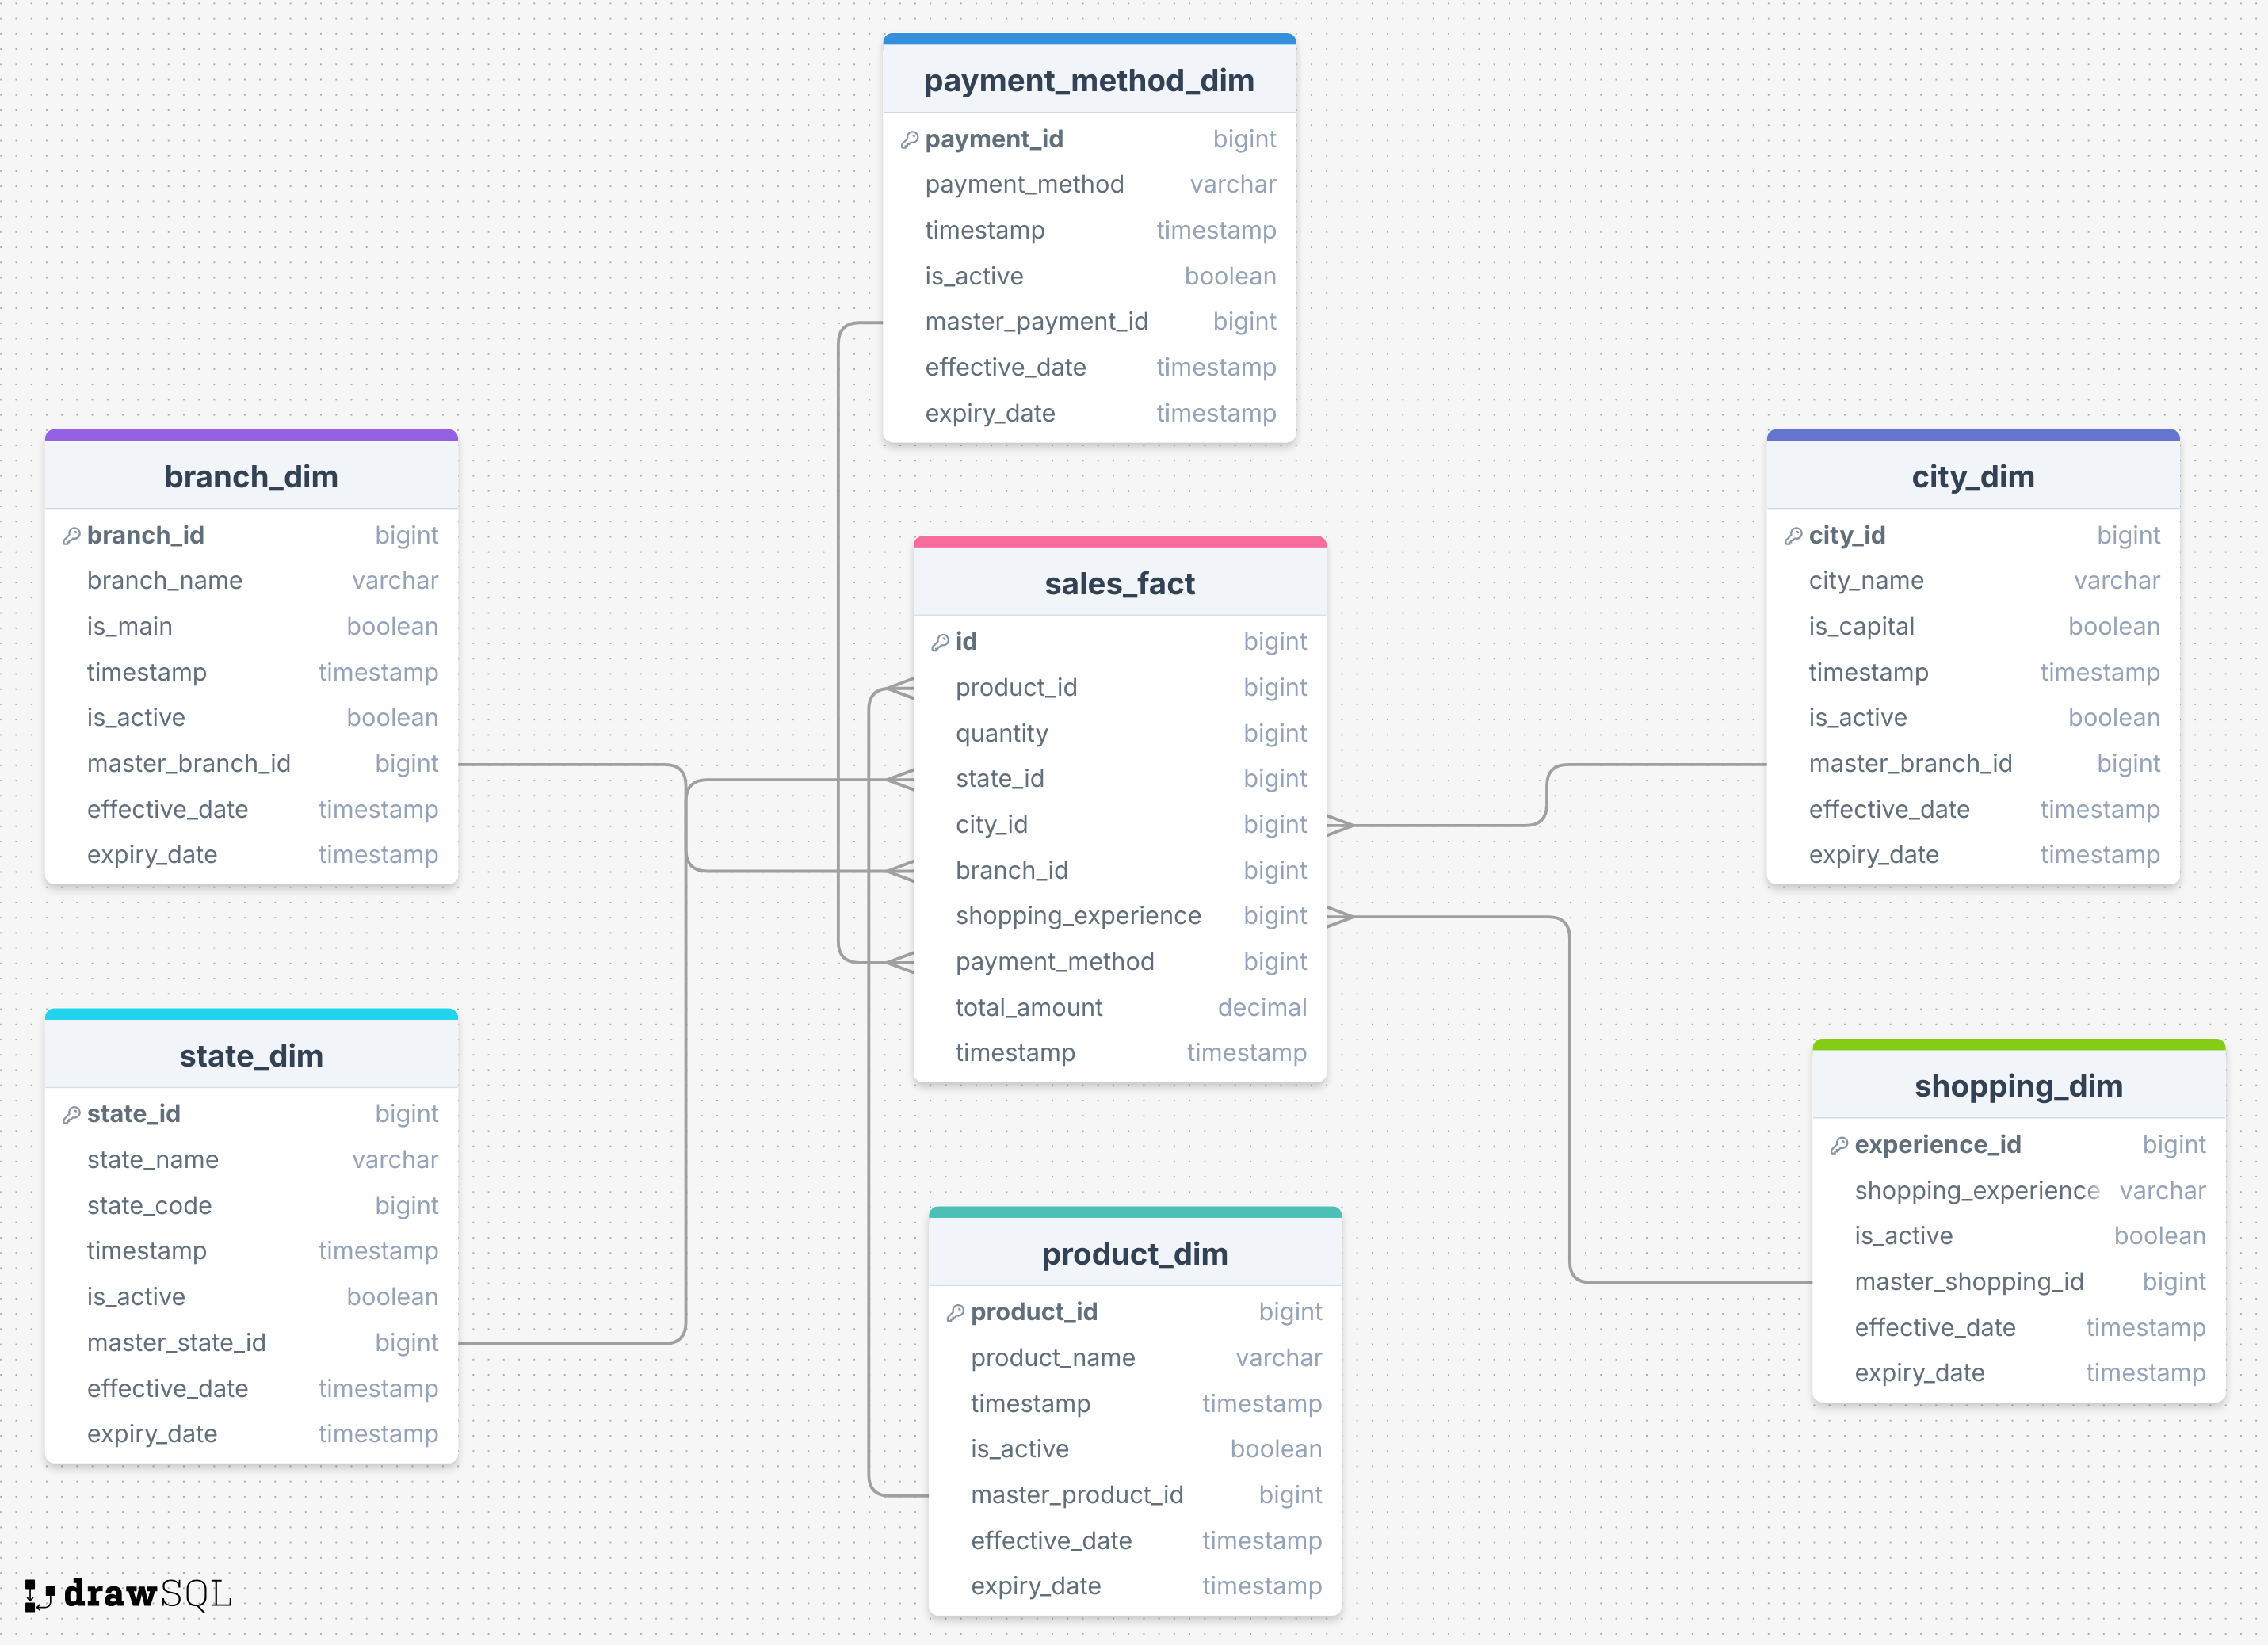 payment_method_dim
payment_id bigint
payment_method varchar
timestamp timestamp
is_active boolean
master_payment_id bigint
effective_date timestamp
expiry_date timestamp
branch_dim
branch_id bigint
branch_name varchar
is_main boolean
timestamp timestamp
is_active boolean
master_branch_id bigint
effective_date timestamp
expiry_date timestamp
city_dim
city_id bigint
city_name varchar
is_capital boolean
timestamp timestamp
is_active boolean
master_branch_id bigint
effective_date timestamp
expiry_date timestamp
sales_fact
id bigint
product_id bigint
quantity bigint
state_id bigint
city_id bigint
branch_id bigint
shopping_experience bigint
payment_method bigint
total_amount decimal
timestamp timestamp
state_dim
state_id bigint
state_name varchar
state_code bigint
timestamp timestamp
is_active boolean
master_state_id bigint
effective_date timestamp
expiry_date timestamp
shopping_dim
experience_id bigint
shopping_experience varchar
is_active boolean
master_shopping_id bigint
effective_date timestamp
expiry_date timestamp
product_dim
product_id bigint
product_name varchar
timestamp timestamp
is_active boolean
master_product_id bigint
effective_date timestamp
expiry_date timestamp
drawSQL